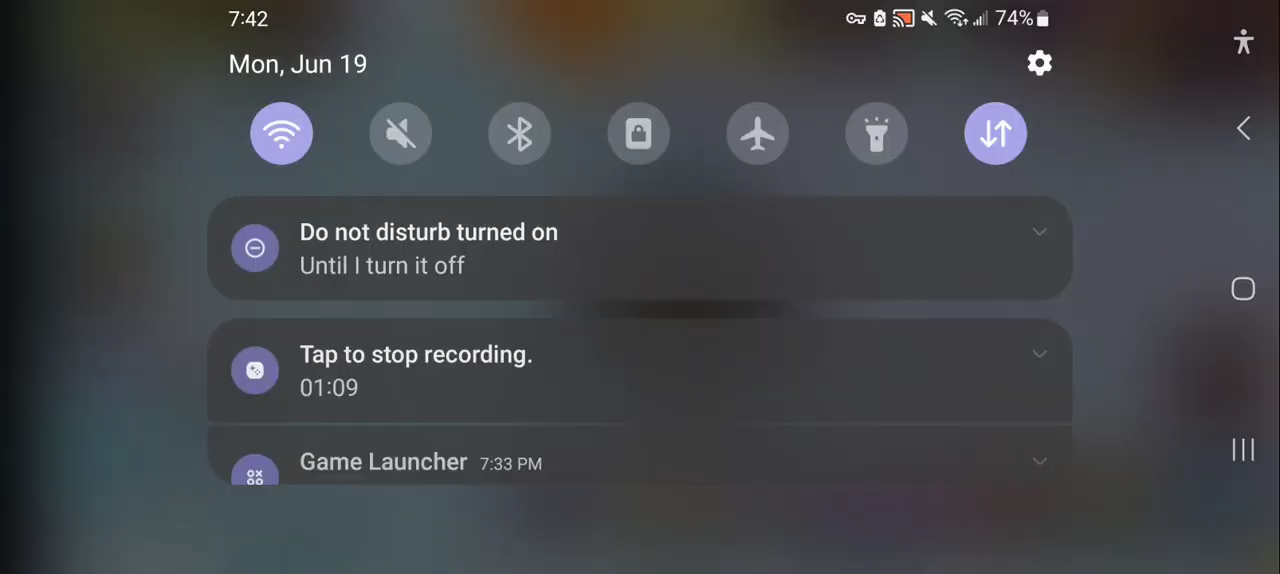 7:42
74%
Mon, Jun 19
Do not disturb turned on
Until I turn it off
Tap to stop recording.
01:09
Game Launcher 7:33 PM